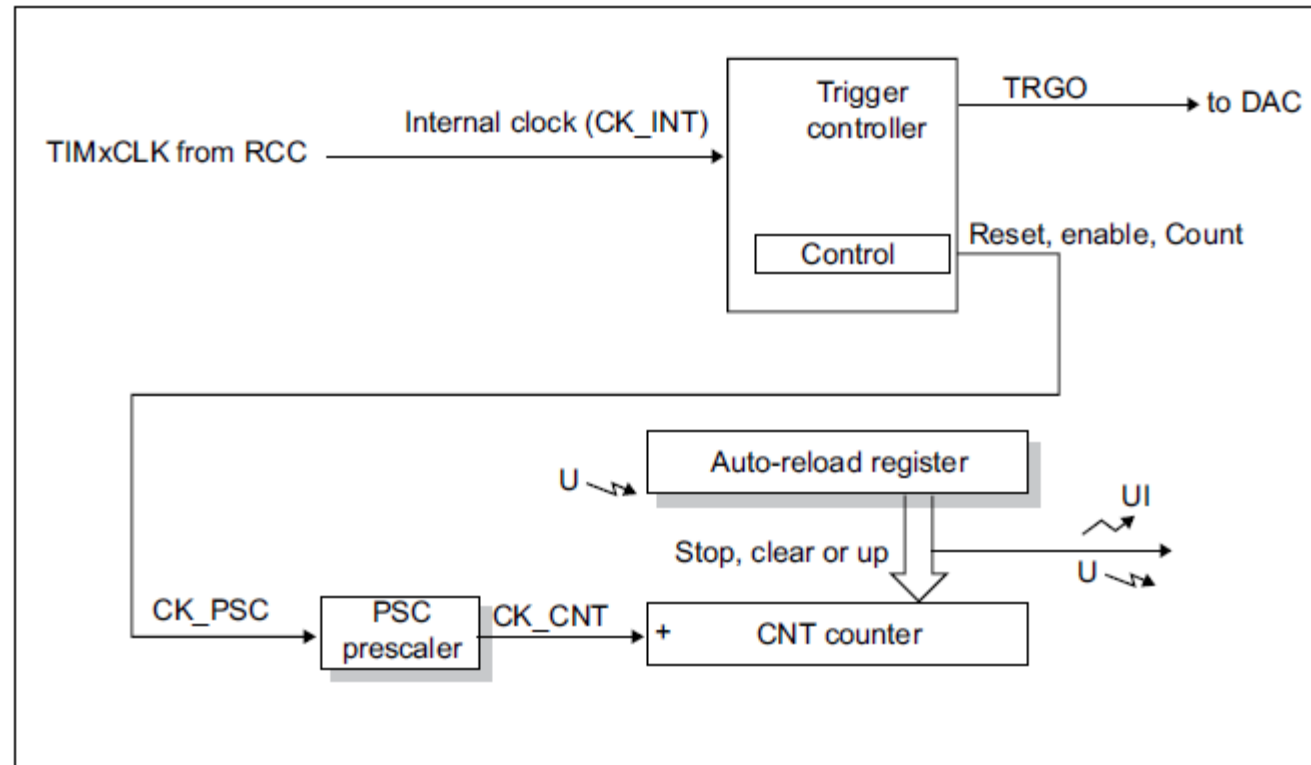 Trigger
controller
TRGO
to DAC
Internal clock (CK_INT)
TIMxCLK from RCC
Control
Reset, enable, Count
Auto-reload register
U
UI
Stop, clear or up
U
CK_PSC
PSC
prescaler
CK_CNT
+
CNT counter